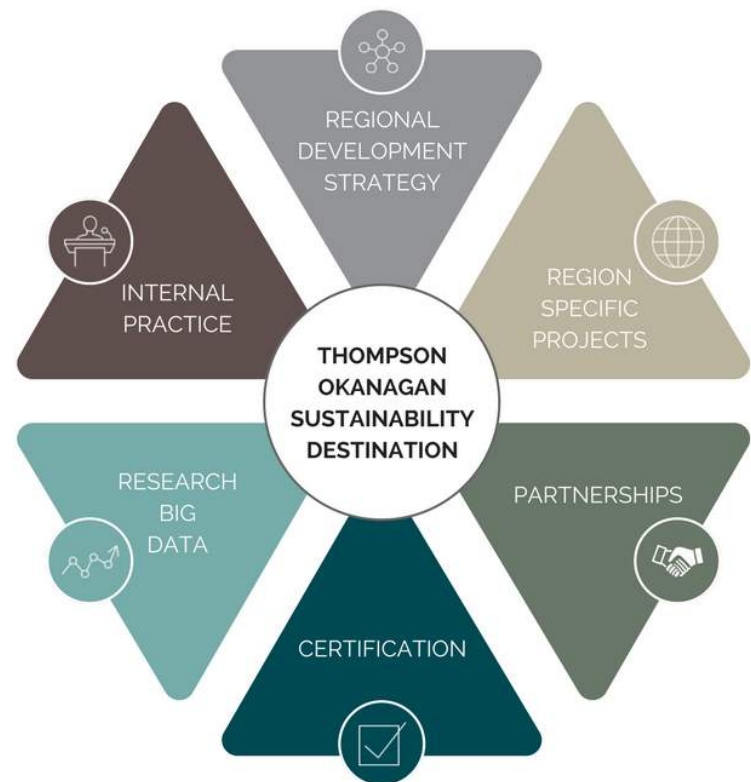 REGIONAL
DEVELOPMENT
STRATEGY
INTERNAL
PRACTICE
REGION
SPECIFIC
PROJECTS
THOMPSON
OKANAGAN
SUSTAINABILITY
DESTINATION
RESEARCH
BIG
DATA
PARTNERSHIPS
CERTIFICATION